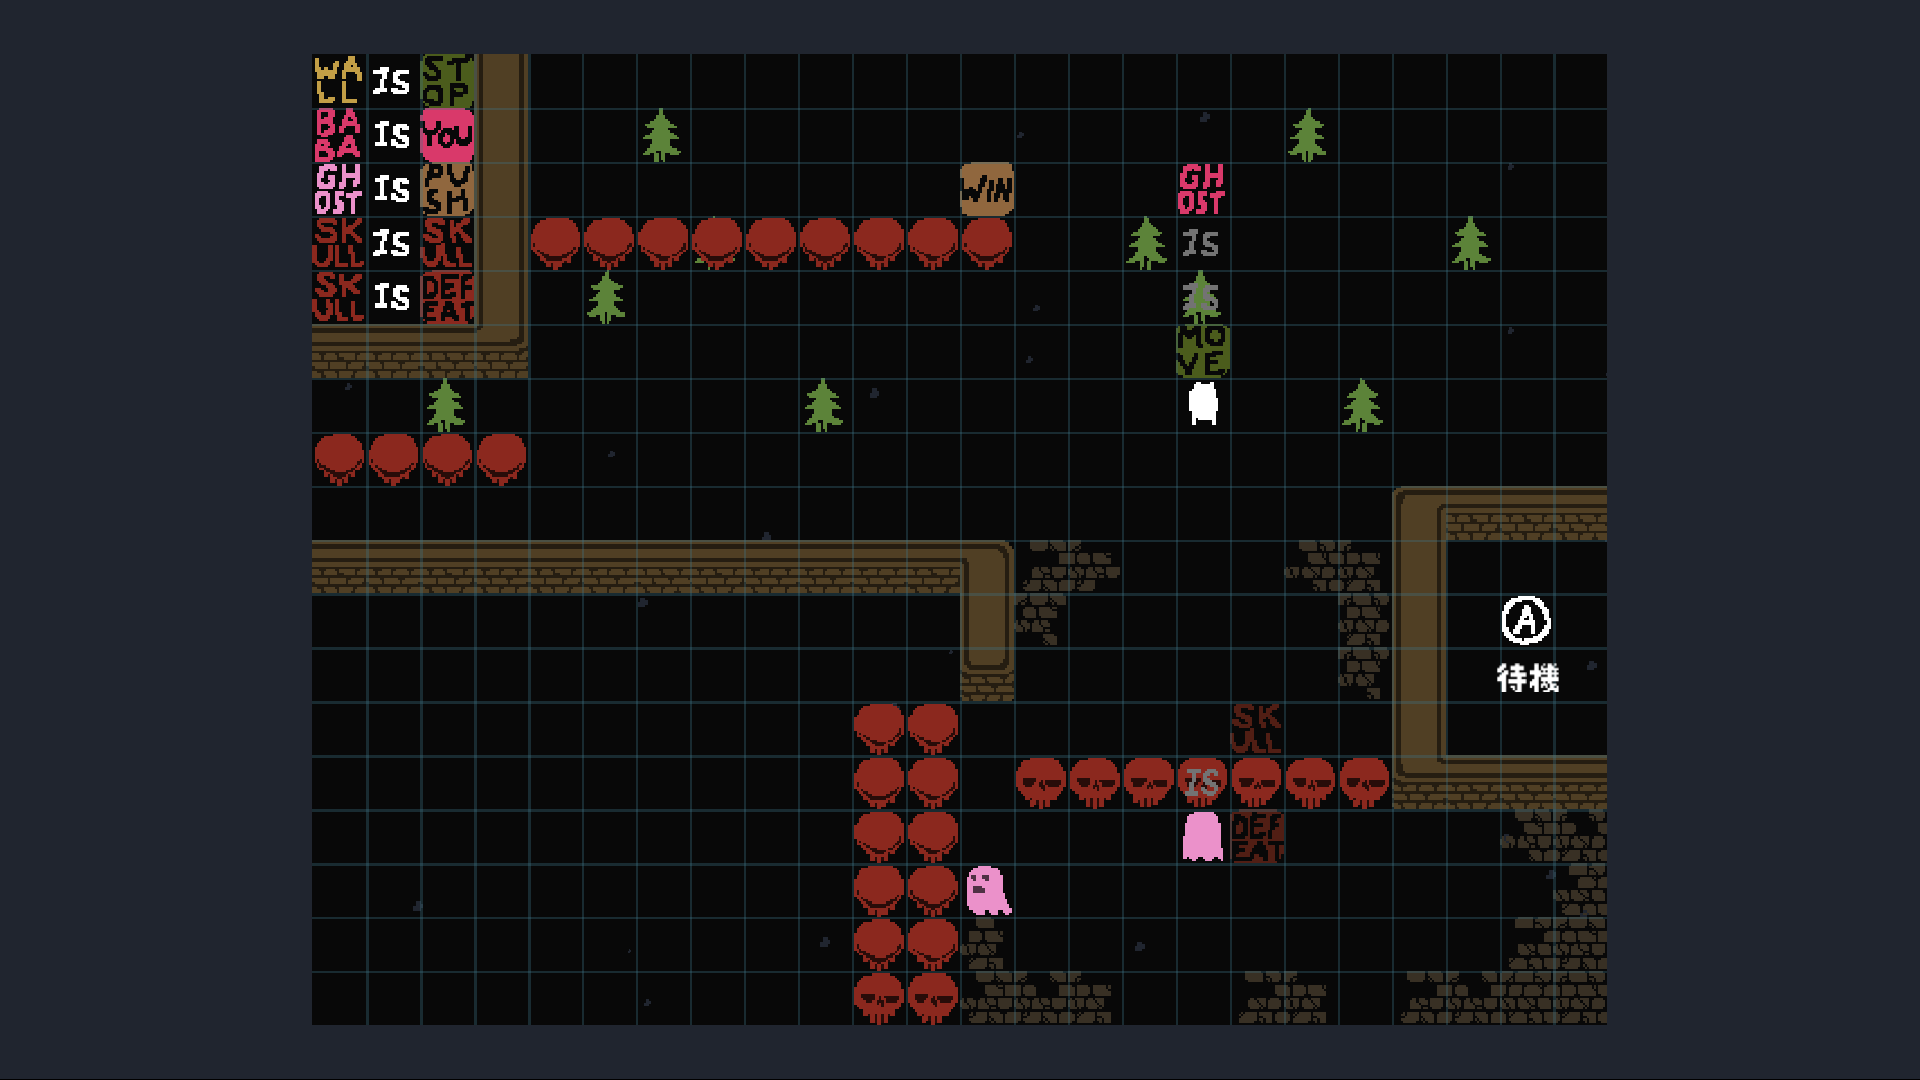 WALL IS STOP
BABA IS YOU
GHOST IS PUSH
SKULL IS SKULL
SKULL IS DEFEAT
WIN
GHOST
IS
IS
MOVE
A
待機
SKULL
IS
DEFEAT